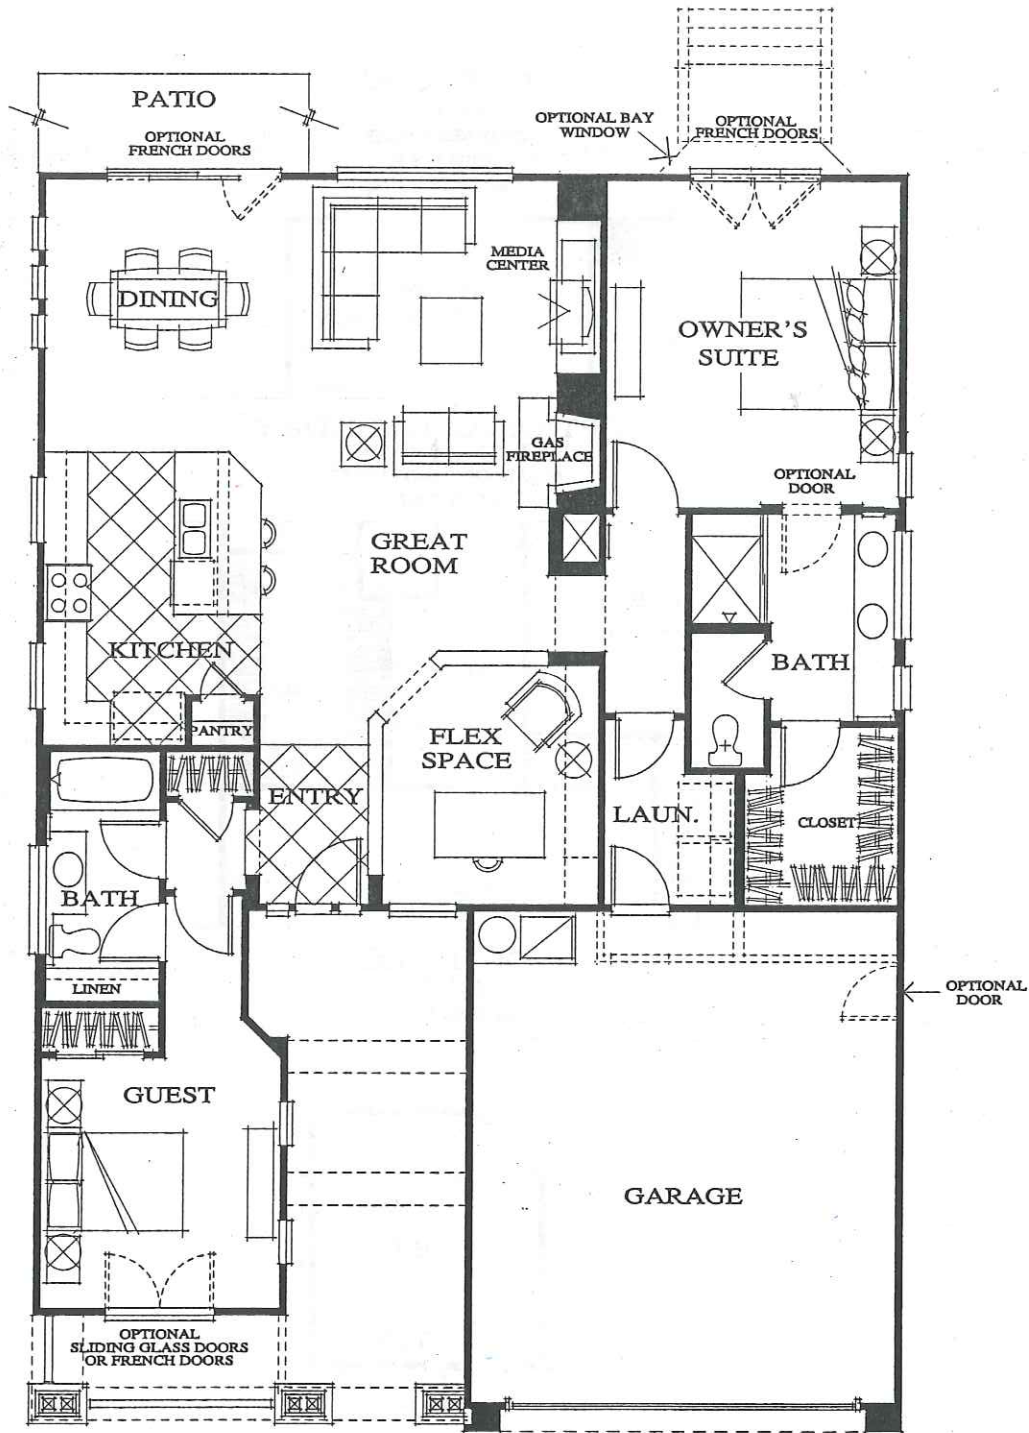 PATIO
OPTIONAL
FRENCH DOORS
OPTIONAL BAY
WINDOW
OPTIONAL
FRENCH DOORS
MEDIA
CENTER
DINING
OWNER'S
SUITE
GAS
FIREPLACE
OPTIONAL
DOOR
GREAT
ROOM
KITCHEN
BATH
PANTRY
FLEX
SPACE
ENTRY
LAUN.
CLOSET
BATH
LINEN
OPTIONAL
DOOR
GUEST
GARAGE
OPTIONAL
SLIDING GLASS DOORS
OR FRENCH DOORS